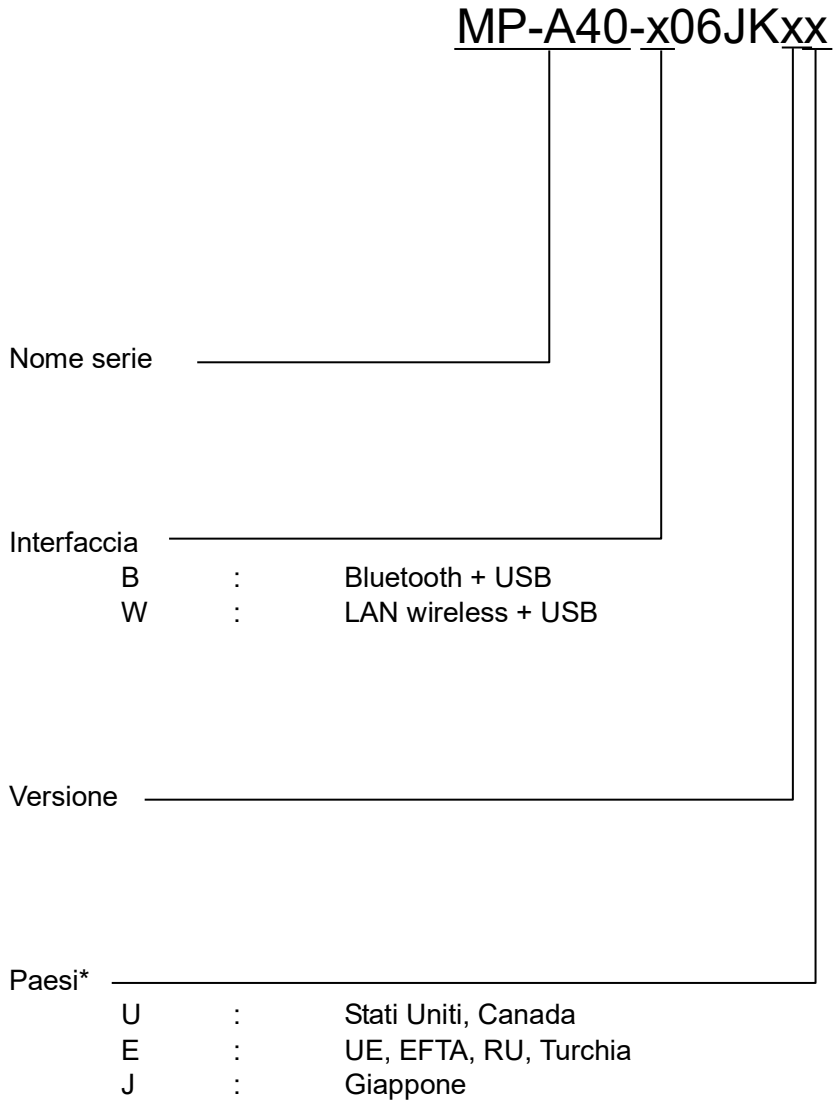 MP-A40-x06JKxx
Nome serie
Interfaccia
B : Bluetooth + USB
W : LAN wireless + USB
Versione
Paesi*
U : Stati Uniti, Canada
E : UE, EFTA, RU, Turchia
J : Giappone